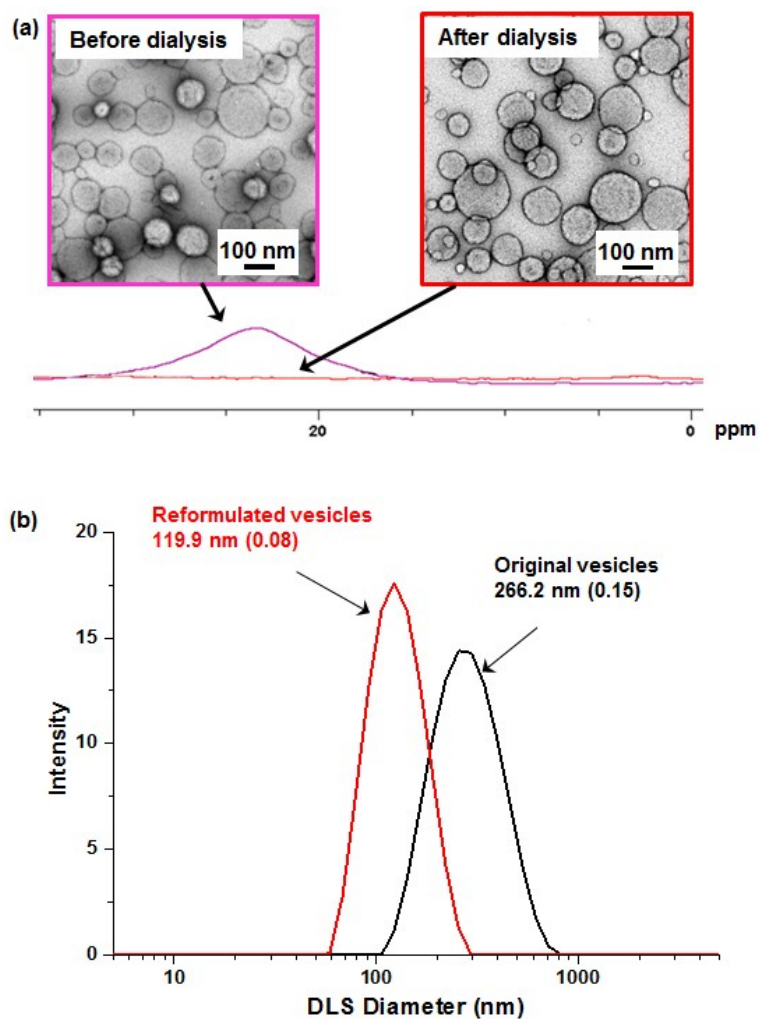 (a)
Before dialysis
After dialysis
100 nm
100 nm
20
0
ppm
(b)
Reformulated vesicles
119.9 nm (0.08)
Original vesicles
266.2 nm (0.15)
20
15
10
5
0
Intensity
10
100
1000
DLS Diameter (nm)